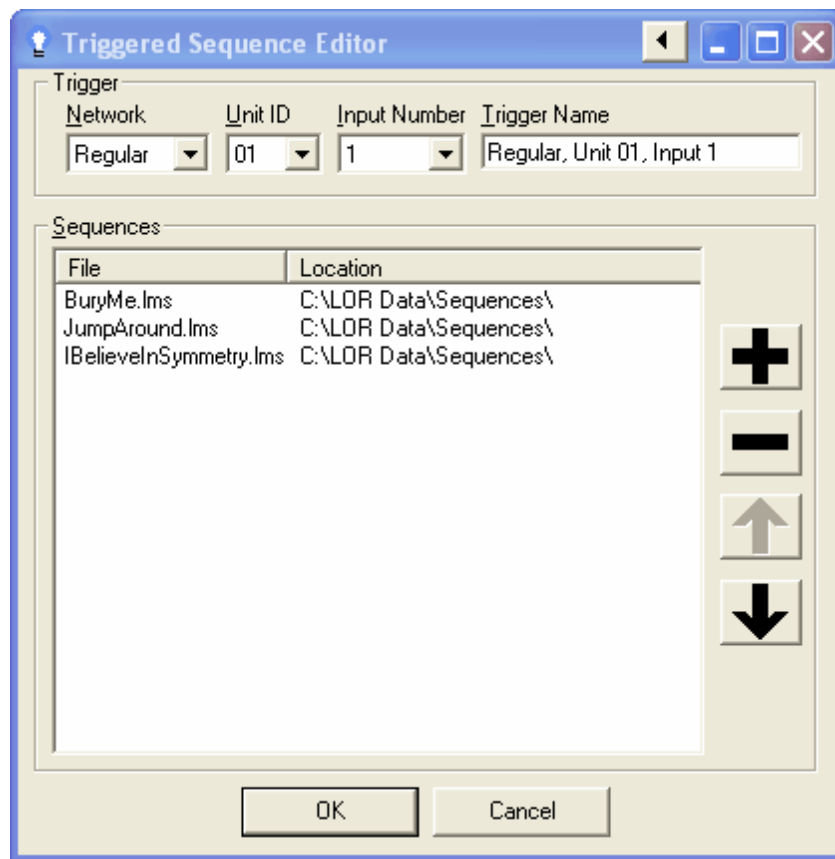 Triggered Sequence Editor
Trigger
Network Unit ID Input Number Trigger Name
Regular 01 1 Regular, Unit 01, Input 1
Sequences
File Location
BuryMe.lms C:\LOR Data\Sequences\
JumpAround.lms C:\LOR Data\Sequences\
IBelieveInSymmetry.lms C:\LOR Data\Sequences\
OK Cancel